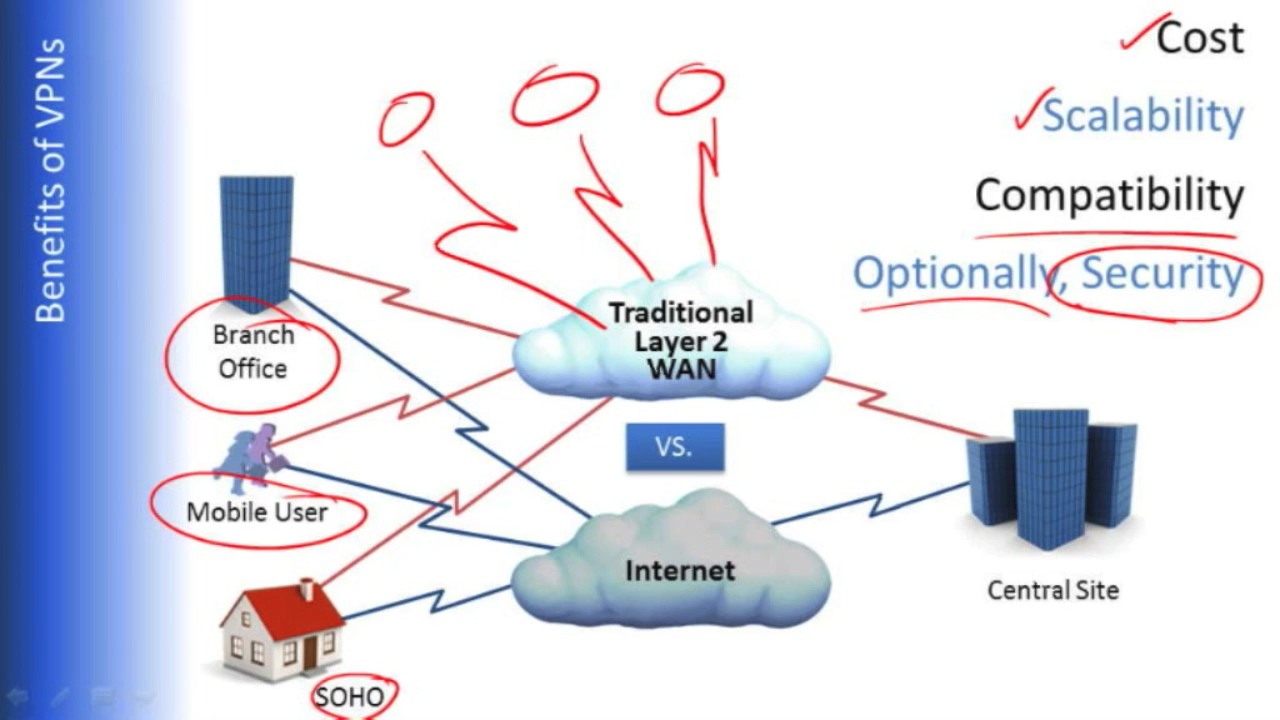 Benefits of VPNs
Cost
Scalability
Compatibility
Optionally, Security
Branch
Office
Traditional
Layer 2
WAN
VS.
Mobile User
Internet
Central Site
SOHO